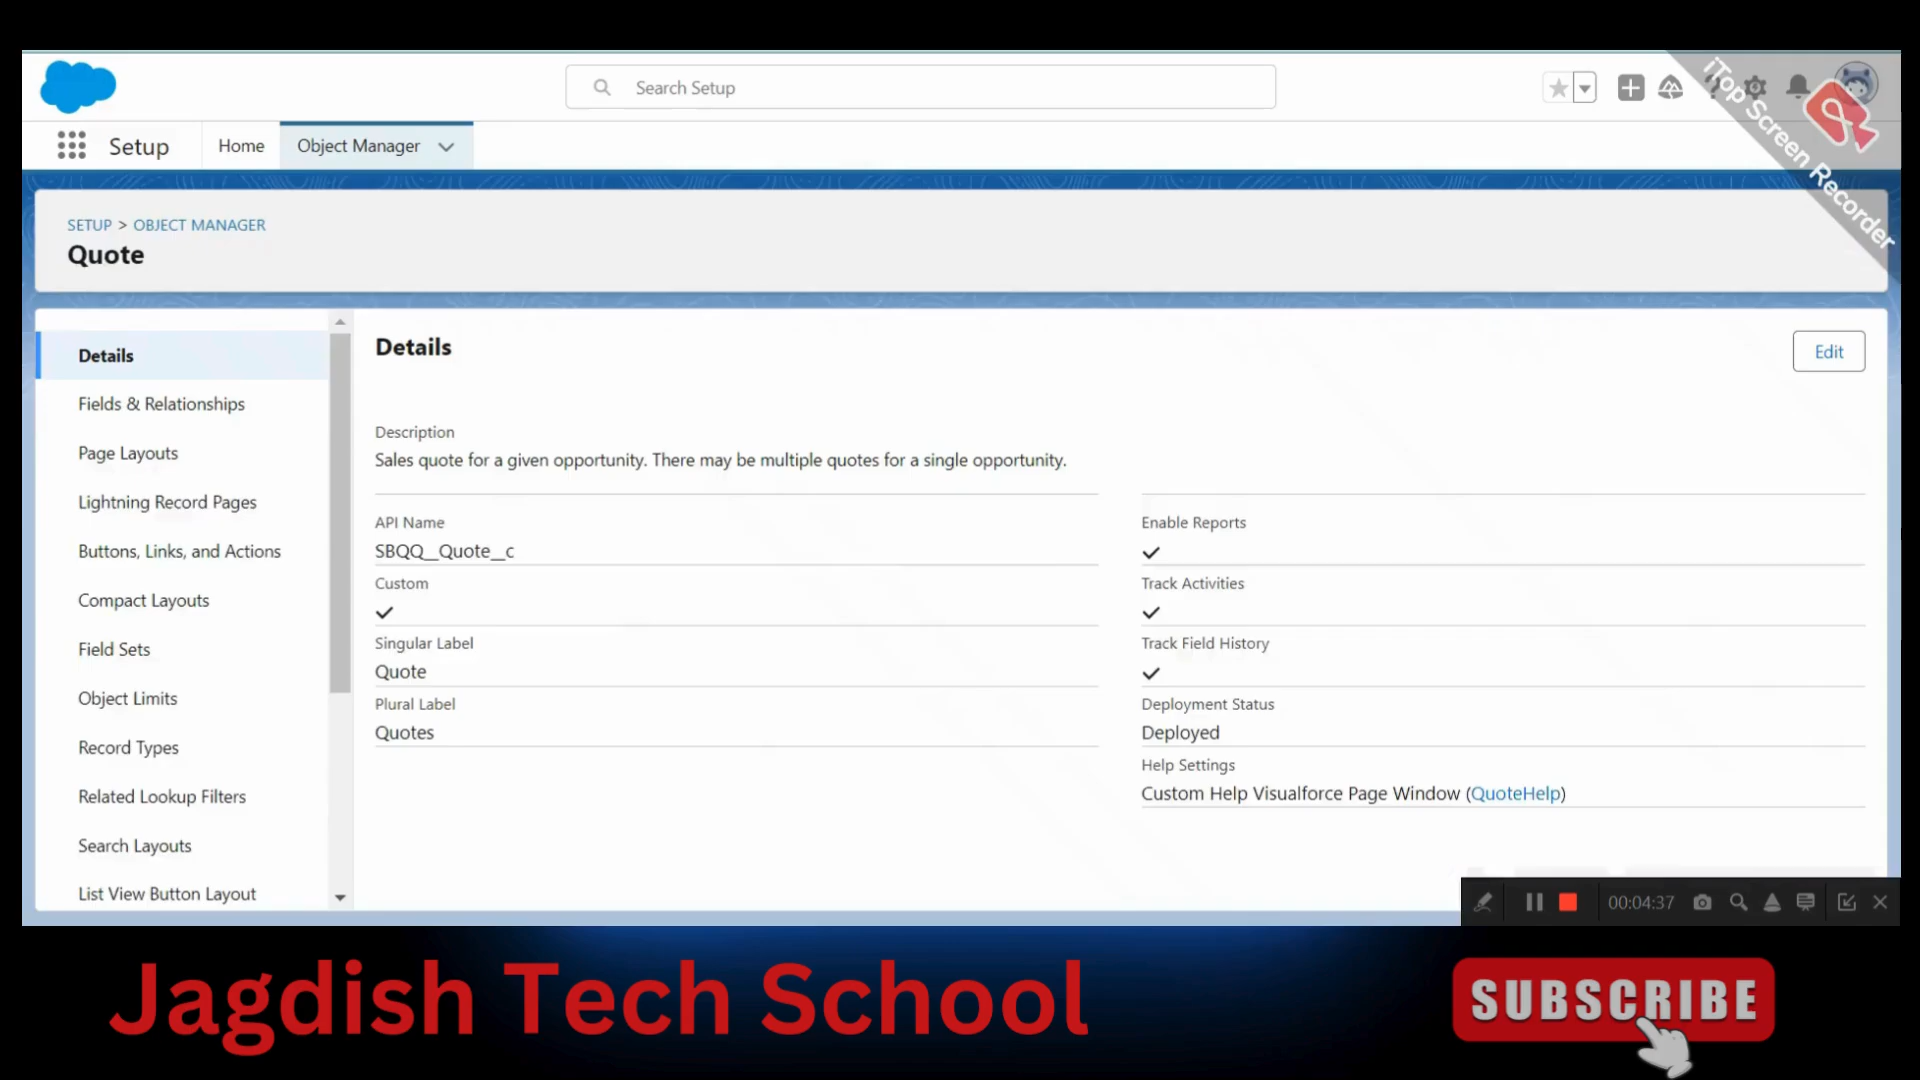 Search Setup
iTop Screen Recorder
Setup
Home
Object Manager
SETUP > OBJECT MANAGER
Quote
Details
Fields & Relationships
Page Layouts
Lightning Record Pages
Buttons, Links, and Actions
Compact Layouts
Field Sets
Object Limits
Record Types
Related Lookup Filters
Search Layouts
List View Button Layout
Details
Edit
Description
Sales quote for a given opportunity. There may be multiple quotes for a single opportunity.
API Name
SBQQ__Quote__c
Custom
Singular Label
Quote
Plural Label
Quotes
Enable Reports
Track Activities
Track Field History
Deployment Status
Deployed
Help Settings
Custom Help Visualforce Page Window (QuoteHelp)
00:04:37
Jagdish Tech School
SUBSCRIBE